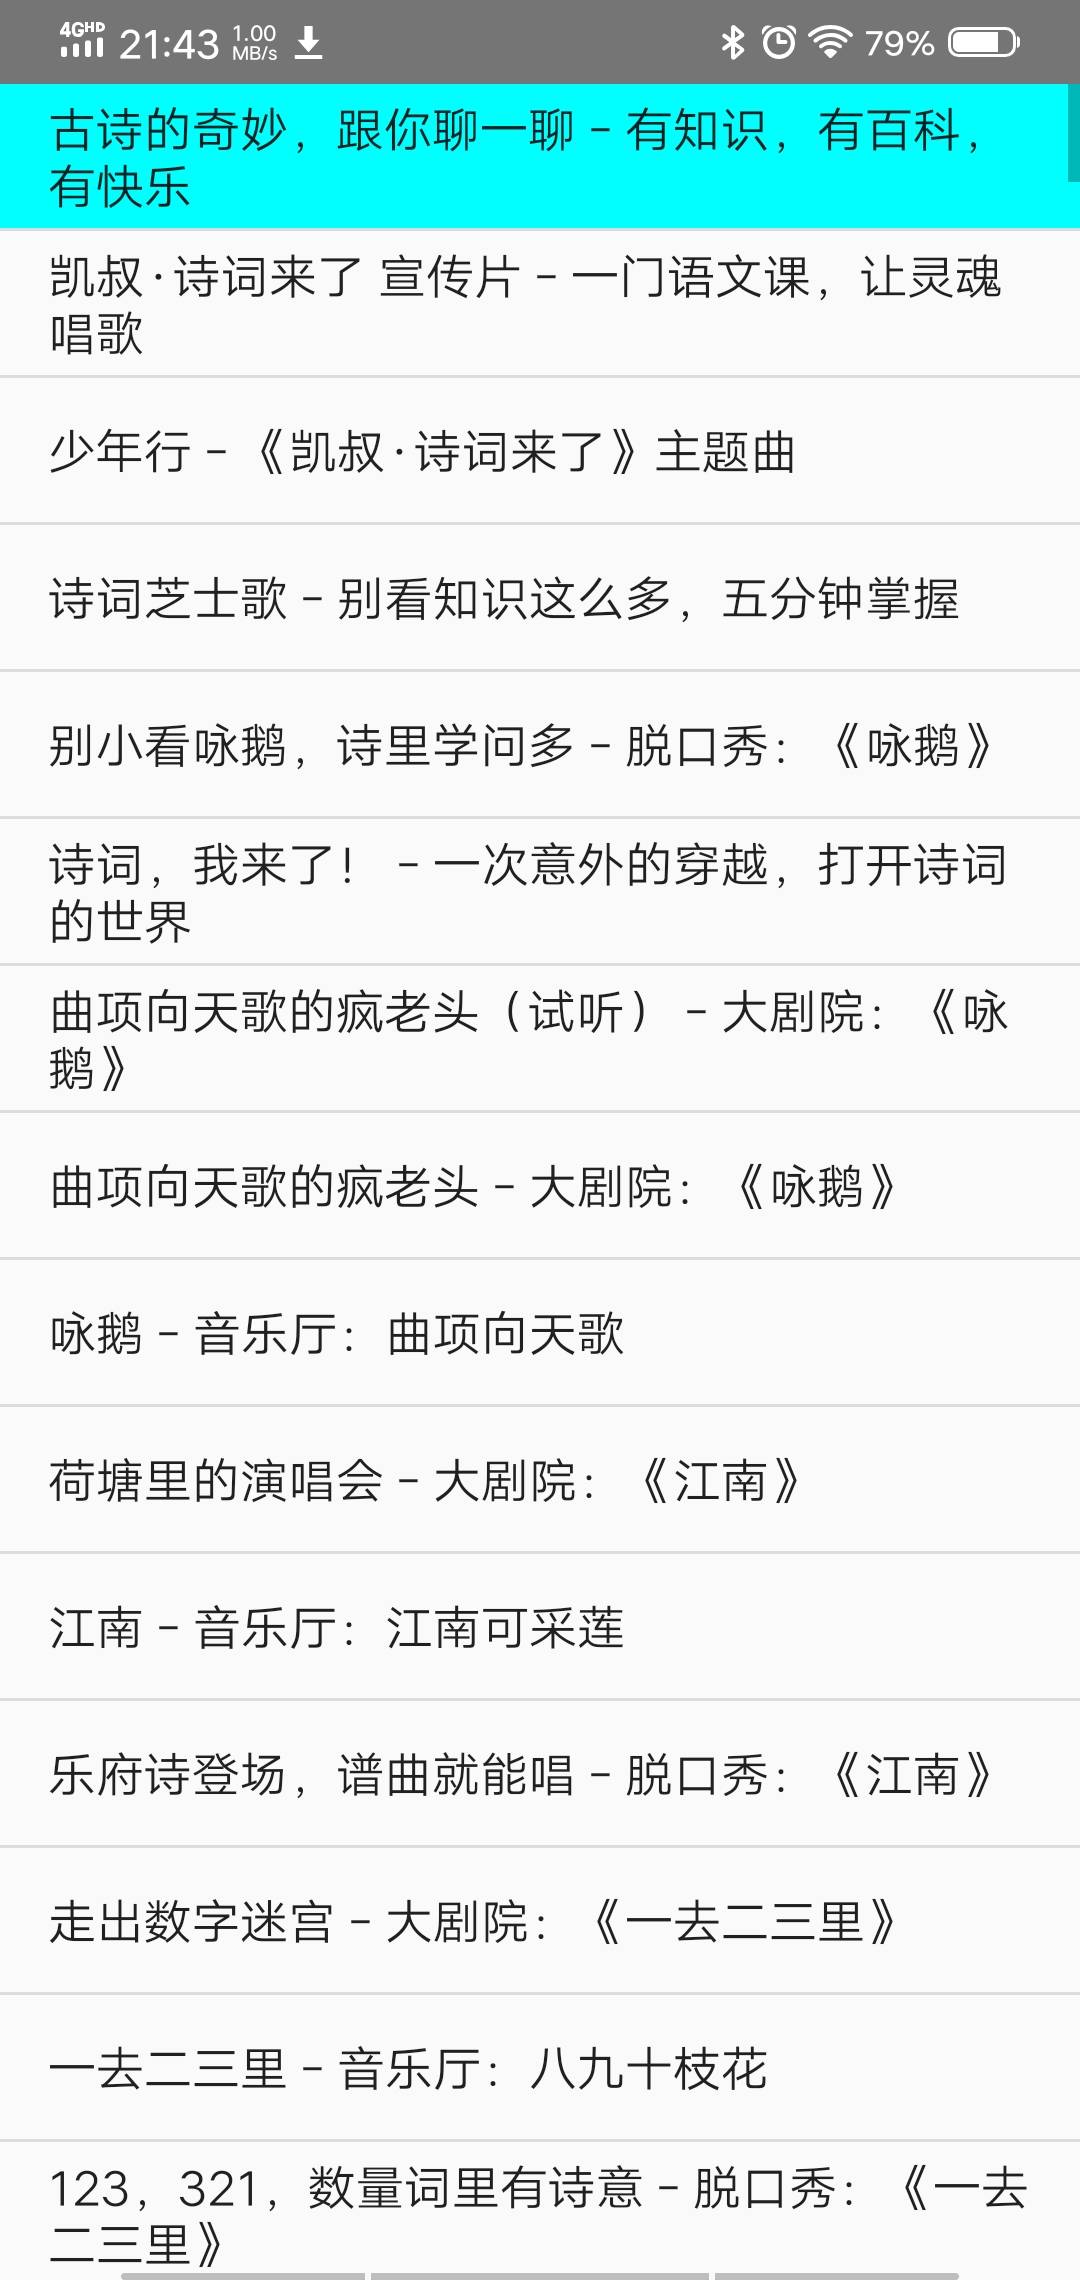 4GHD 21:43 1.00 MB/s 79%
古诗的奇妙，跟你聊一聊 – 有知识，有百科，
有快乐
凯叔·诗词来了 宣传片 – 一门语文课，让灵魂
唱歌
少年行 – 《凯叔·诗词来了》主题曲
诗词芝士歌 – 别看知识这么多，五分钟掌握
别小看咏鹅，诗里学问多 – 脱口秀：《咏鹅》
诗词，我来了！ – 一次意外的穿越，打开诗词
的世界
曲项向天歌的疯老头（试听） – 大剧院：《咏
鹅》
曲项向天歌的疯老头 – 大剧院：《咏鹅》
咏鹅 – 音乐厅：曲项向天歌
荷塘里的演唱会 – 大剧院：《江南》
江南 – 音乐厅：江南可采莲
乐府诗登场，谱曲就能唱 – 脱口秀：《江南》
走出数字迷宫 – 大剧院：《一去二三里》
一去二三里 – 音乐厅：八九十枝花
123，321，数量词里有诗意 – 脱口秀：《一去
二三里》